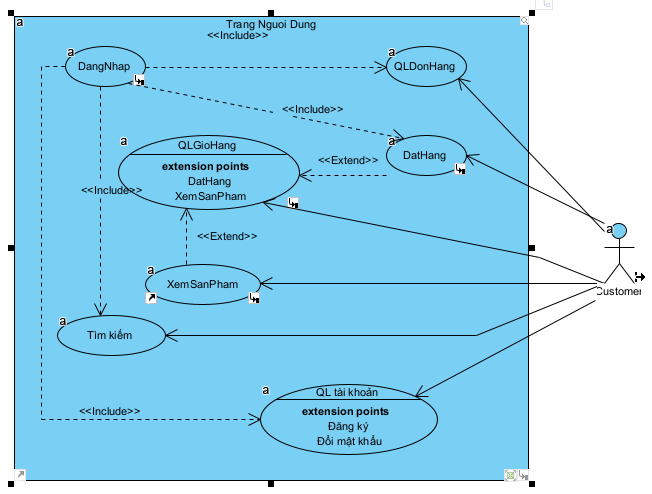 a
Trang Nguoi Dung
<<Include>>
a
DangNhap
a
QLDonHang
<<Include>>
a
QLGioHang
extension points
DatHang
XemSanPham
a
DatHang
<<Extend>>
<<Include>>
a
Customer
<<Extend>>
a
XemSanPham
a
Tìm kiếm
a
QL tài khoản
extension points
Đăng ký
Đổi mật khẩu
<<Include>>